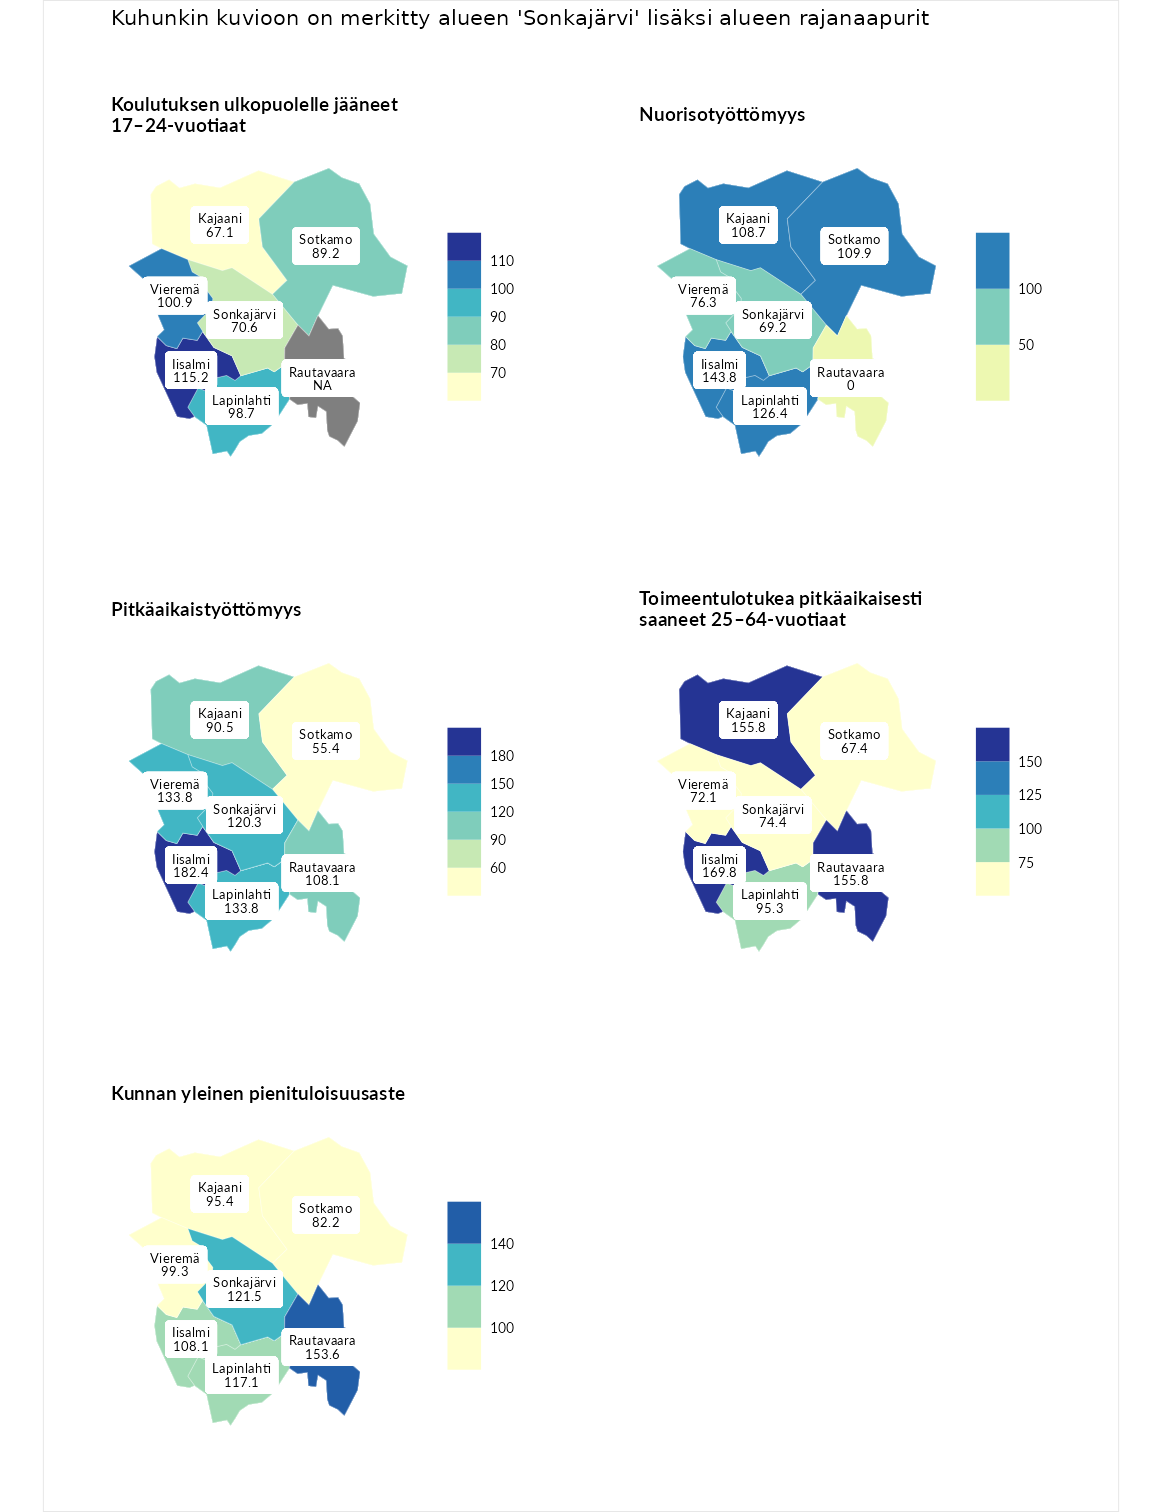 Kuhunkin kuvioon on merkitty alueen 'Sonkajärvi' lisäksi alueen rajanaapurit
Koulutuksen ulkopuolelle jääneet
17–24-vuotiaat
Kajaani
67.1
Sotkamo
89.2
Vieremä
100.9
Sonkajärvi
70.6
Iisalmi
115.2
Rautavaara
NA
Lapinlahti
98.7
110
100
90
80
70
Nuorisotyöttömyys
Kajaani
108.7
Sotkamo
109.9
Vieremä
76.3
Sonkajärvi
69.2
Iisalmi
143.8
Rautavaara
0
Lapinlahti
126.4
100
50
Pitkäaikaistyöttömyys
Kajaani
90.5
Sotkamo
55.4
Vieremä
133.8
Sonkajärvi
120.3
Iisalmi
182.4
Rautavaara
108.1
Lapinlahti
133.8
180
150
120
90
60
Toimeentulotukea pitkäaikaisesti
saaneet 25–64-vuotiaat
Kajaani
155.8
Sotkamo
67.4
Vieremä
72.1
Sonkajärvi
74.4
Iisalmi
169.8
Rautavaara
155.8
Lapinlahti
95.3
150
125
100
75
Kunnan yleinen pienituloisuusaste
Kajaani
95.4
Sotkamo
82.2
Vieremä
99.3
Sonkajärvi
121.5
Iisalmi
108.1
Rautavaara
153.6
Lapinlahti
117.1
140
120
100